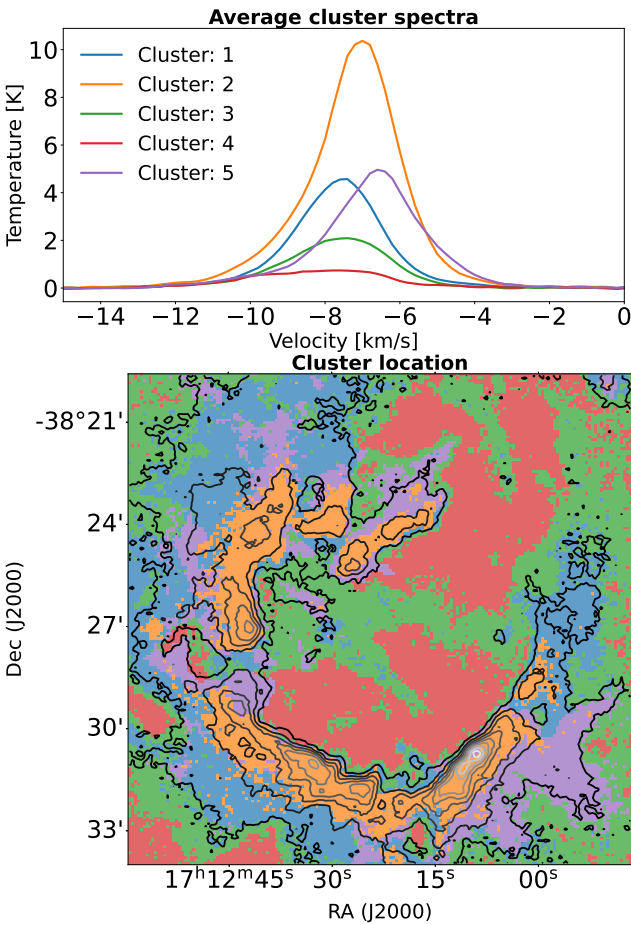 Average cluster spectra
Temperature [K]
10
8
6
4
2
0
Cluster: 1
Cluster: 2
Cluster: 3
Cluster: 4
Cluster: 5
−14 −12 −10 −8 −6 −4 −2 0
Velocity [km/s]
Cluster location
Dec (J2000)
-38°21'
24'
27'
30'
33'
17ʰ12ᵐ45ˢ 30ˢ 15ˢ 00ˢ
RA (J2000)